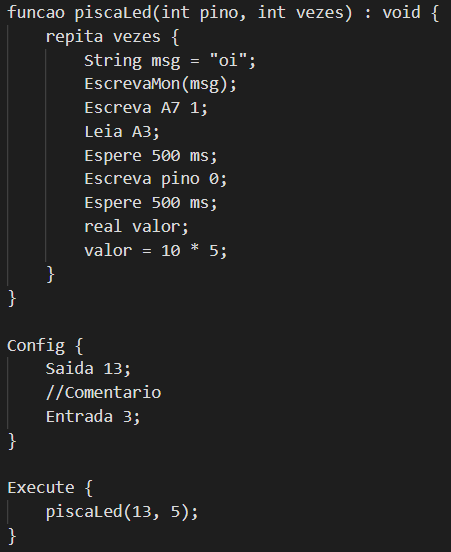 funcao piscaLed(int pino, int vezes) : void {
    repita vezes {
        String msg = "oi";
        EscrevaMon(msg);
        Escreva A7 1;
        Leia A3;
        Espere 500 ms;
        Escreva pino 0;
        Espere 500 ms;
        real valor;
        valor = 10 * 5;
    }
}

Config {
    Saida 13;
    //Comentario
    Entrada 3;
}

Execute {
    piscaLed(13, 5);
}